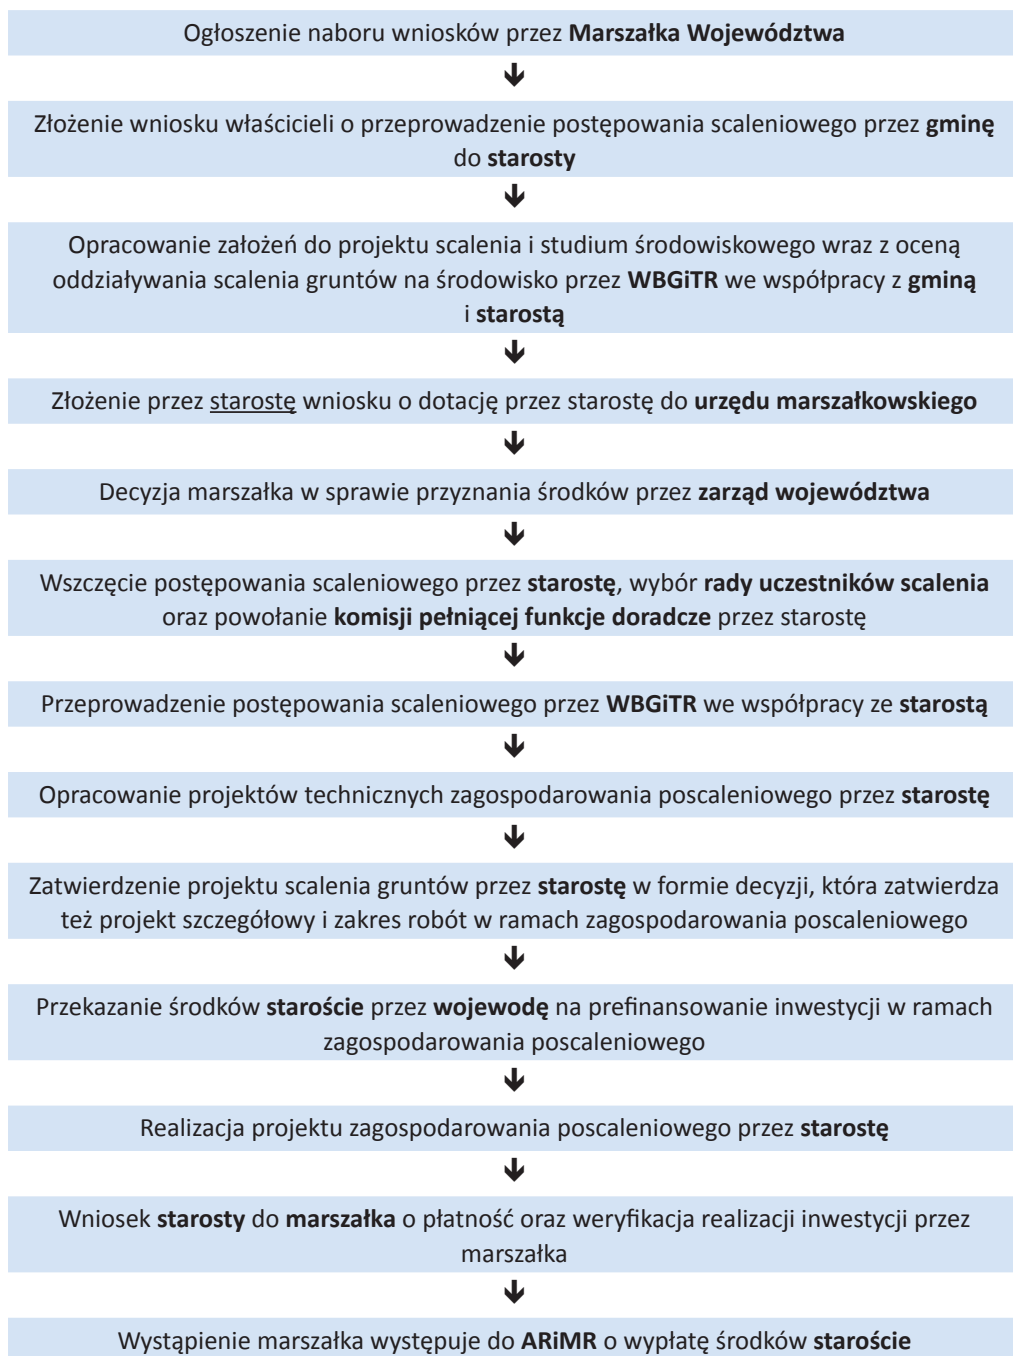 Ogłoszenie naboru wniosków przez Marszałka Województwa
Złożenie wniosku właścicieli o przeprowadzenie postępowania scaleniowego przez gminę
do starosty
Opracowanie założeń do projektu scalenia i studium środowiskowego wraz z oceną
oddziaływania scalenia gruntów na środowisko przez WBGiTR we współpracy z gminą
i starostą
Złożenie przez starostę wniosku o dotację przez starostę do urzędu marszałkowskiego
Decyzja marszałka w sprawie przyznania środków przez zarząd województwa
Wszczęcie postępowania scaleniowego przez starostę, wybór rady uczestników scalenia
oraz powołanie komisji pełniącej funkcje doradcze przez starostę
Przeprowadzenie postępowania scaleniowego przez WBGiTR we współpracy ze starostą
Opracowanie projektów technicznych zagospodarowania poscaleniowego przez starostę
Zatwierdzenie projektu scalenia gruntów przez starostę w formie decyzji, która zatwierdza
też projekt szczegółowy i zakres robót w ramach zagospodarowania poscaleniowego
Przekazanie środków staroście przez wojewodę na prefinansowanie inwestycji w ramach
zagospodarowania poscaleniowego
Realizacja projektu zagospodarowania poscaleniowego przez starostę
Wniosek starosty do marszałka o płatność oraz weryfikacja realizacji inwestycji przez
marszałka
Wystąpienie marszałka występuje do ARiMR o wypłatę środków staroście